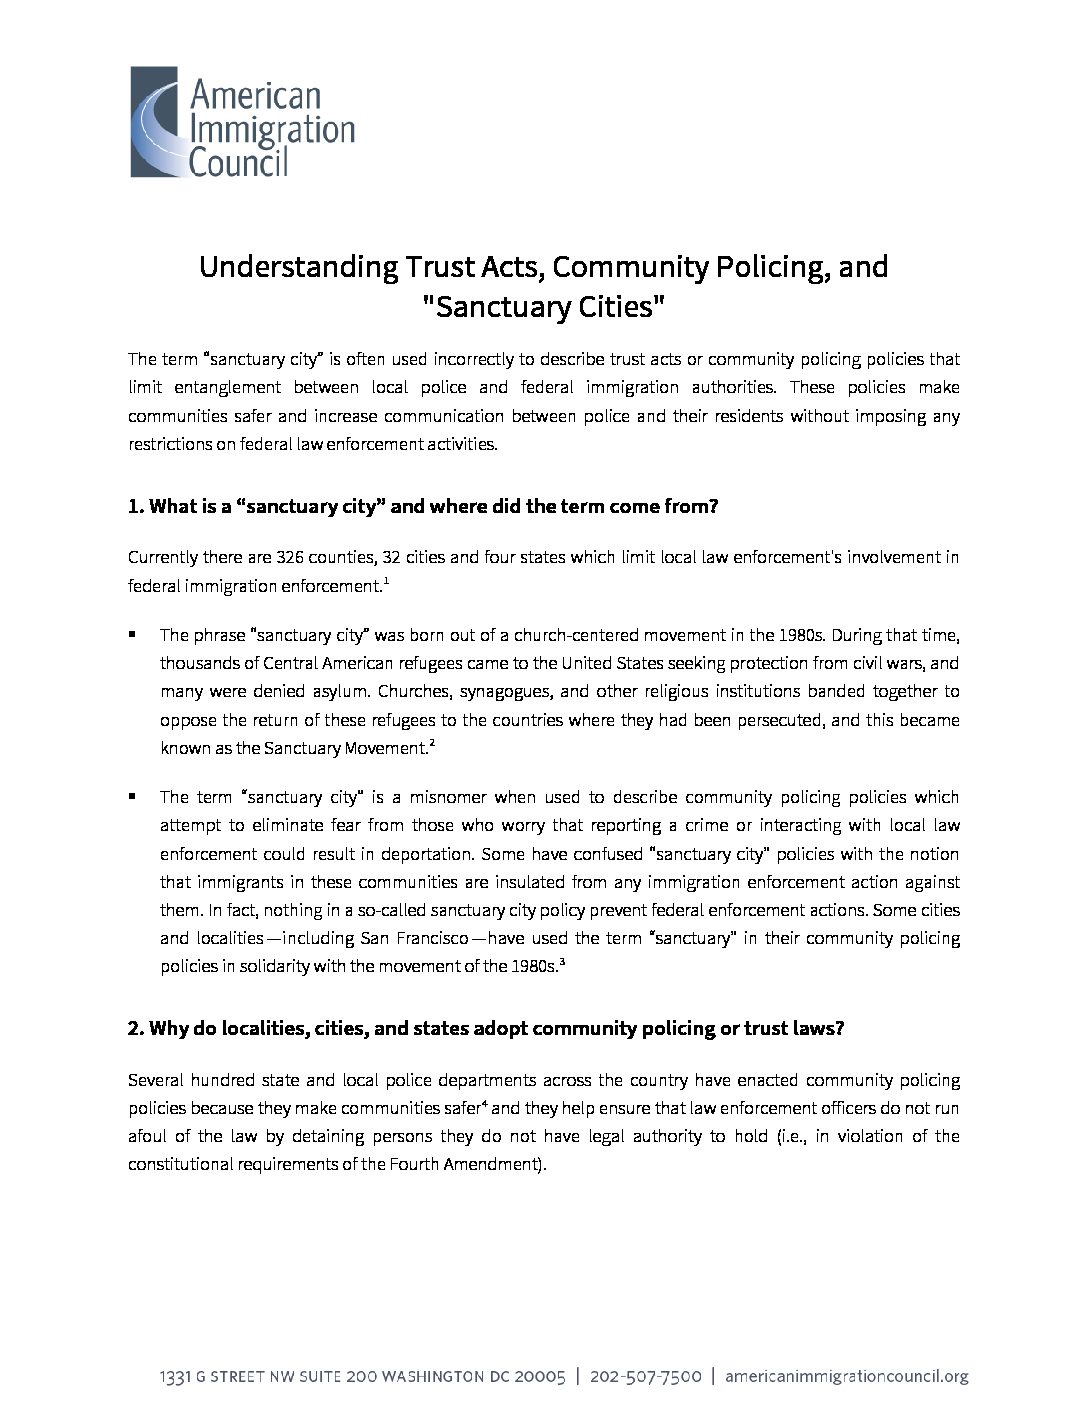 American
Immigration
Council
Understanding Trust Acts, Community Policing, and
"Sanctuary Cities"
The term “sanctuary city” is often used incorrectly to describe trust acts or community policing policies that
limit entanglement between local police and federal immigration authorities. These policies make
communities safer and increase communication between police and their residents without imposing any
restrictions on federal law enforcement activities.
1. What is a “sanctuary city” and where did the term come from?
Currently there are 326 counties, 32 cities and four states which limit local law enforcement's involvement in
federal immigration enforcement.¹
▪ The phrase "sanctuary city” was born out of a church-centered movement in the 1980s. During that time,
thousands of Central American refugees came to the United States seeking protection from civil wars, and
many were denied asylum. Churches, synagogues, and other religious institutions banded together to
oppose the return of these refugees to the countries where they had been persecuted, and this became
known as the Sanctuary Movement.²
▪ The term “sanctuary city" is a misnomer when used to describe community policing policies which
attempt to eliminate fear from those who worry that reporting a crime or interacting with local law
enforcement could result in deportation. Some have confused "sanctuary city" policies with the notion
that immigrants in these communities are insulated from any immigration enforcement action against
them. In fact, nothing in a so-called sanctuary city policy prevent federal enforcement actions. Some cities
and localities—including San Francisco—have used the term “sanctuary" in their community policing
policies in solidarity with the movement of the 1980s.³
2. Why do localities, cities, and states adopt community policing or trust laws?
Several hundred state and local police departments across the country have enacted community policing
policies because they make communities safer⁴ and they help ensure that law enforcement officers do not run
afoul of the law by detaining persons they do not have legal authority to hold (i.e., in violation of the
constitutional requirements of the Fourth Amendment).
1331 G STREET NW SUITE 200 WASHINGTON DC 20005 | 202-507-7500 | americanimmigrationcouncil.org